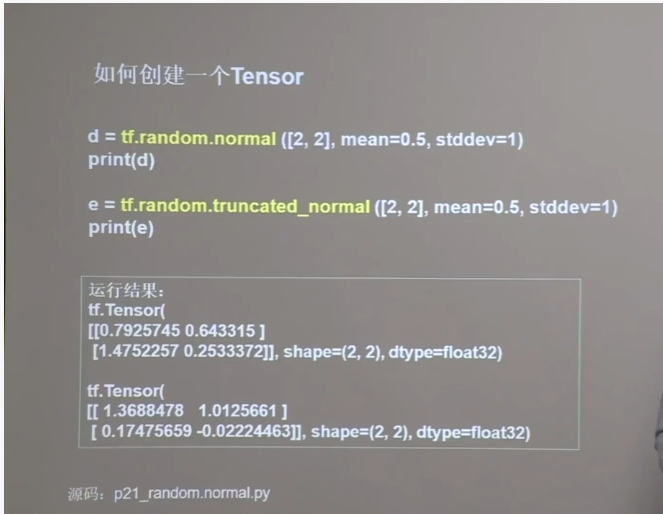 如何创建一个Tensor
d = tf.random.normal ([2, 2], mean=0.5, stddev=1)
print(d)
e = tf.random.truncated_normal ([2, 2], mean=0.5, stddev=1)
print(e)
运行结果：
tf.Tensor(
[[0.7925745 0.643315 ]
[1.4752257 0.2533372]], shape=(2, 2), dtype=float32)
tf.Tensor(
[[ 1.3688478 1.0125661 ]
[ 0.17475659 -0.02224463]], shape=(2, 2), dtype=float32)
源码：p21_random.normal.py